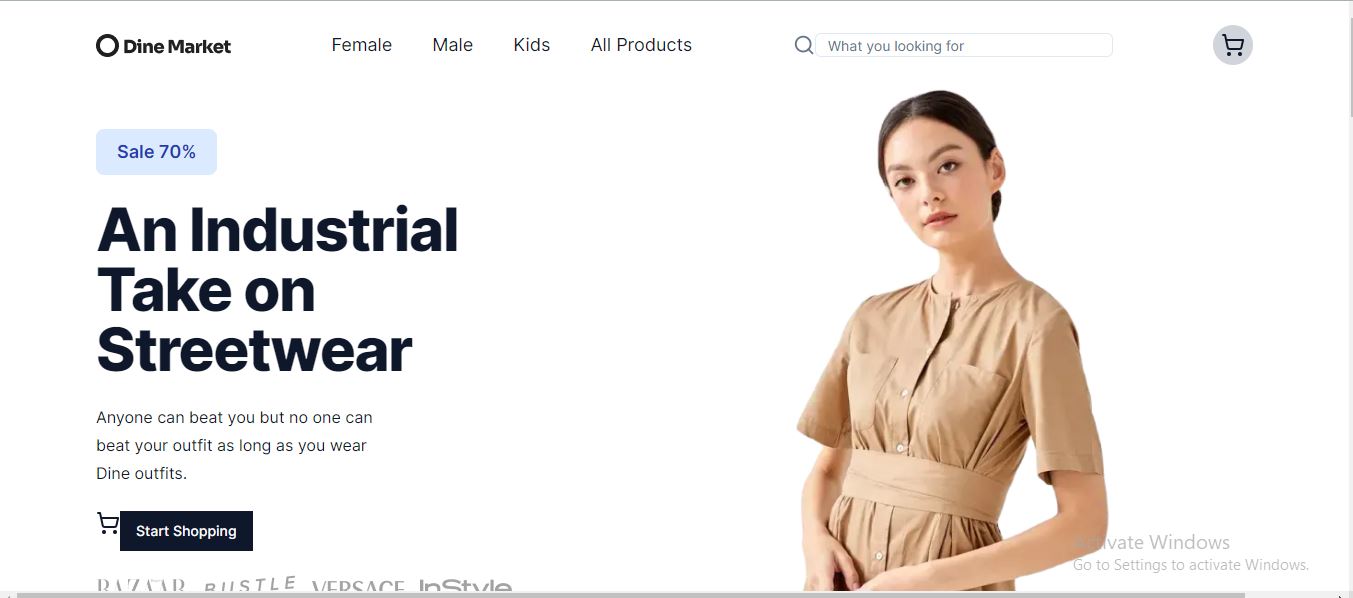 Dine Market
Female
Male
Kids
All Products
What you looking for
Sale 70%
An Industrial
Take on
Streetwear
Anyone can beat you but no one can
beat your outfit as long as you wear
Dine outfits.
Start Shopping
BAZAAR
BUSTLE
VERSACE
InStyle
Activate Windows
Go to Settings to activate Windows.